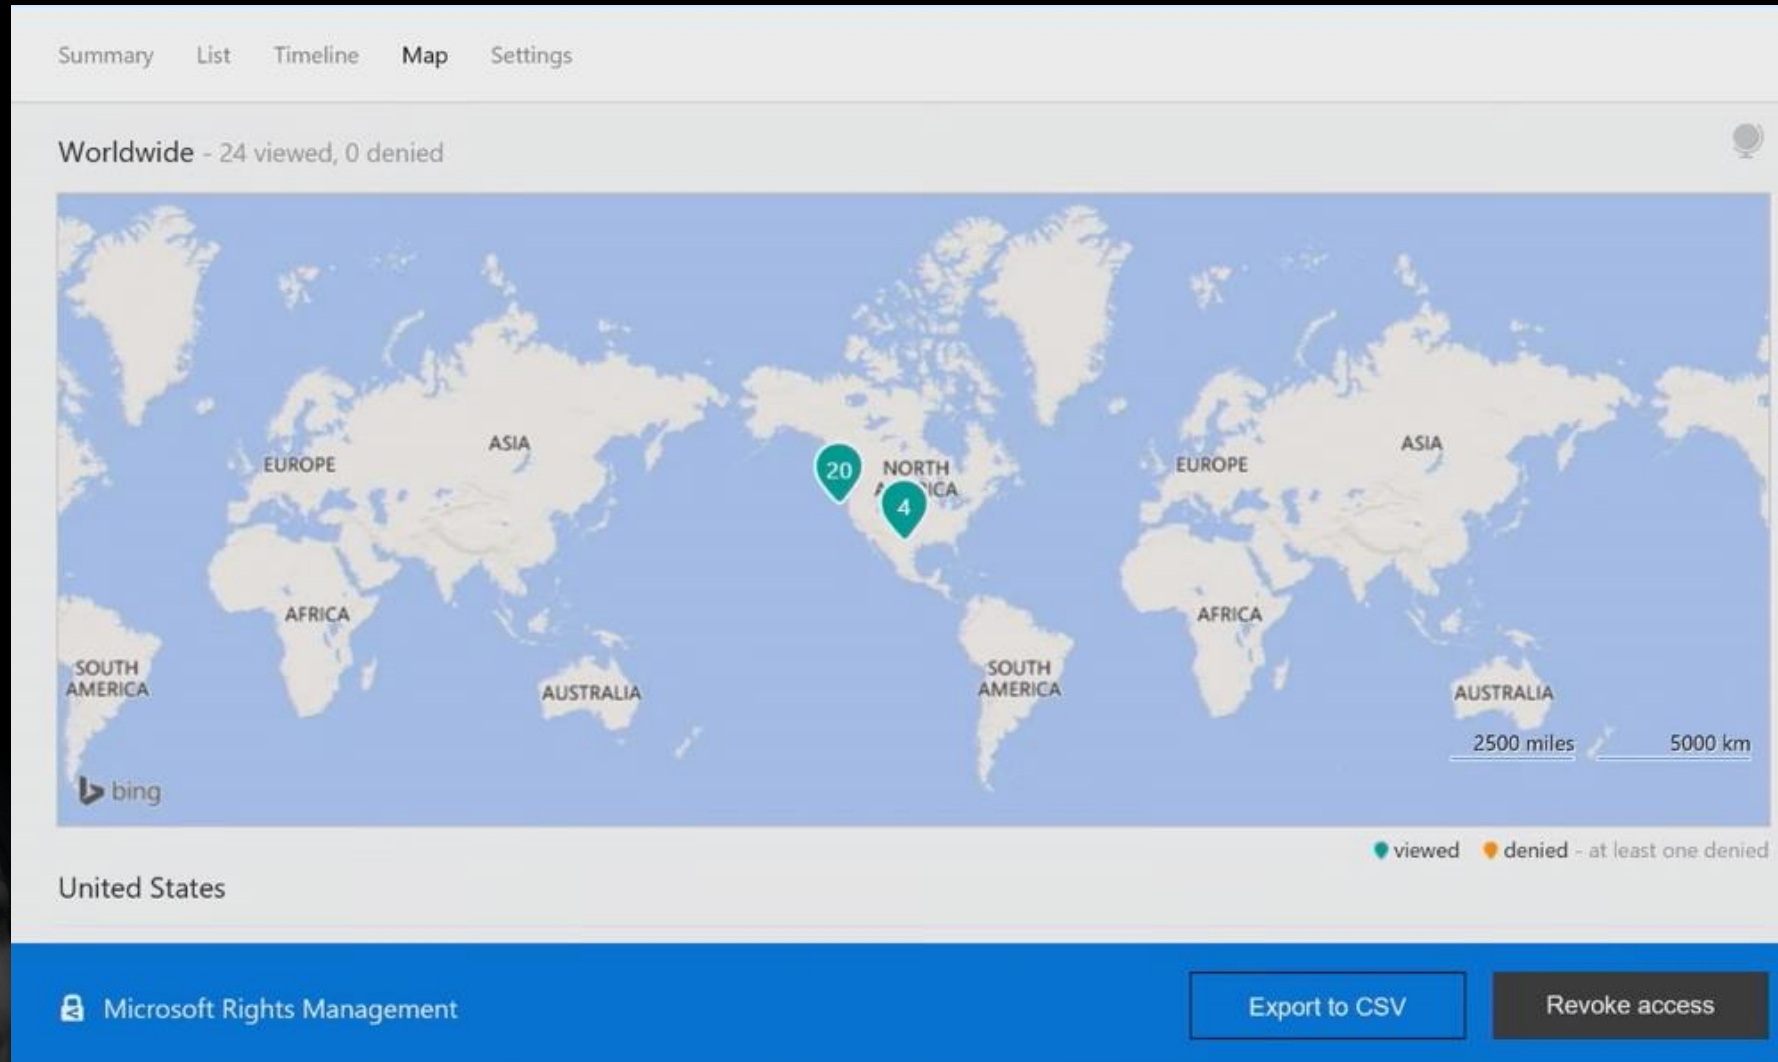 Summary List Timeline Map Settings
Worldwide - 24 viewed, 0 denied
ASIA
ASIA
EUROPE
20
NORTH
EUROPE
4
AFRICA
AFRICA
SOUTH
AMERICA
AUSTRALIA
SOUTH
AMERICA
AUSTRALIA
2500 miles 5000 km
bing
viewed denied - at least one denied
United States
Microsoft Rights Management
Export to CSV
Revoke access